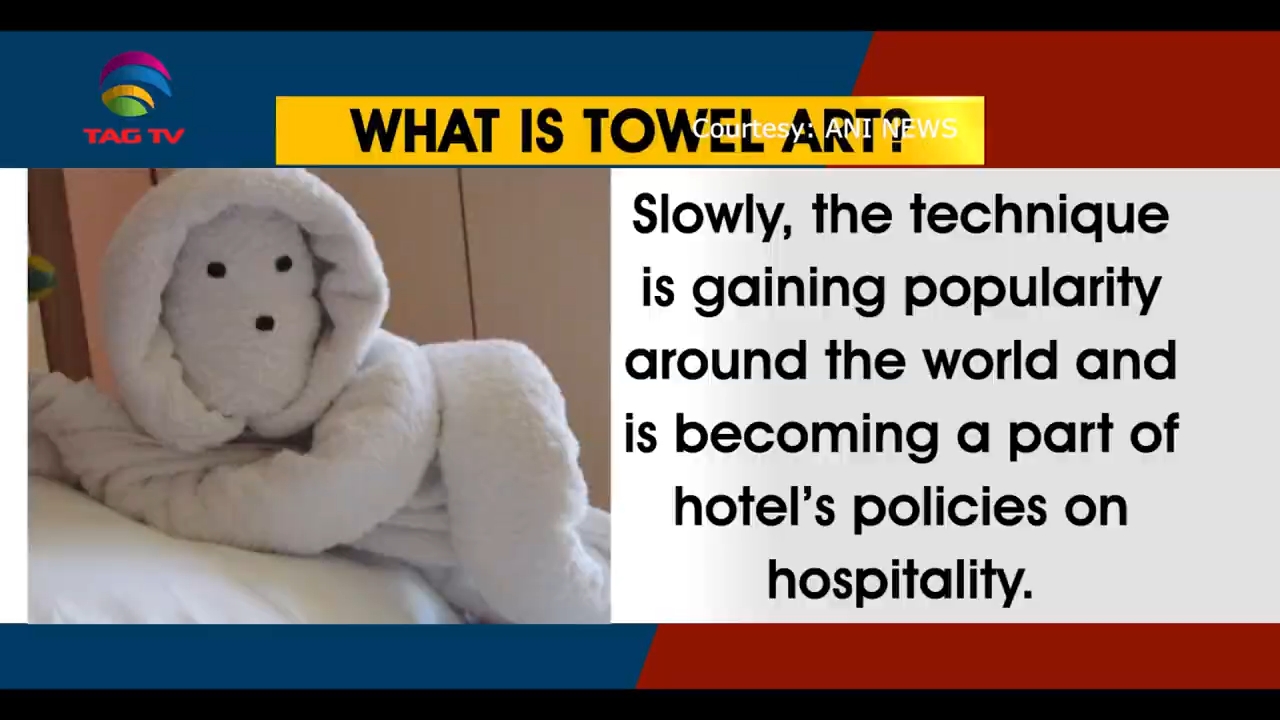 TAG TV
WHAT IS TOWEL ART?
Courtesy: ANI NEWS
Slowly, the technique
is gaining popularity
around the world and
is becoming a part of
hotel’s policies on
hospitality.